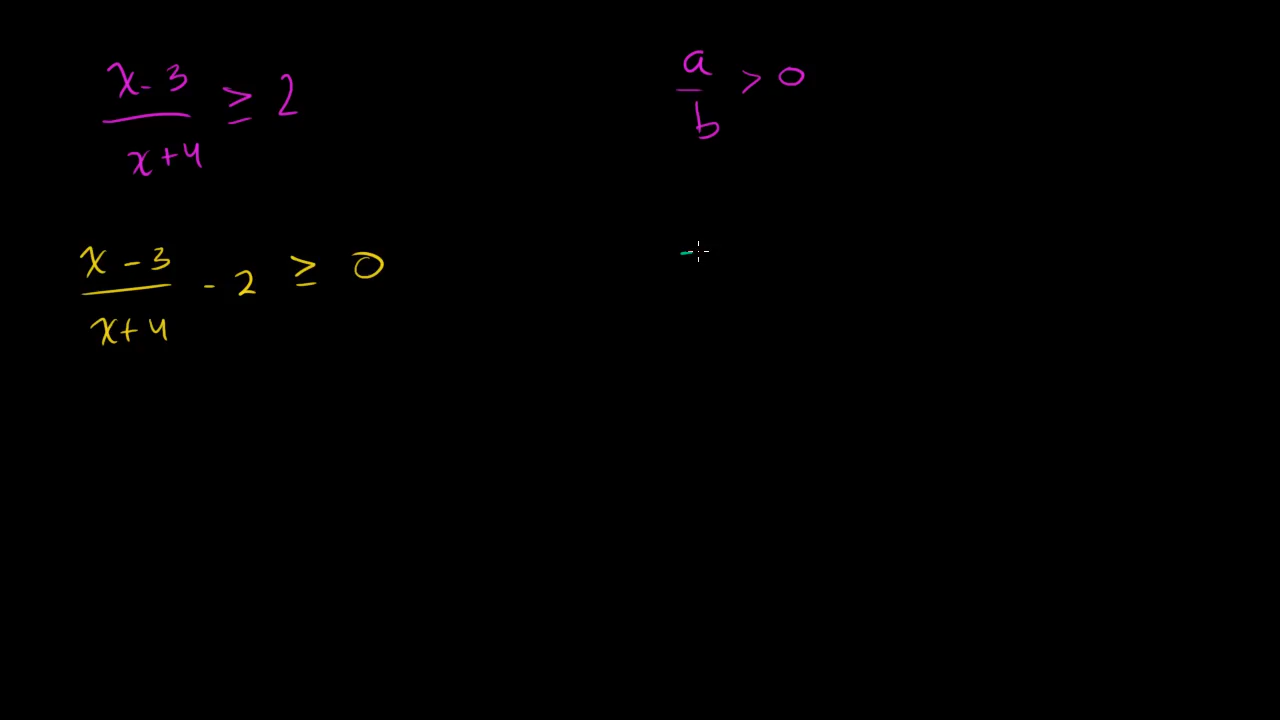 x - 3 / x + 4 ≥ 2
a / b > 0
x - 3 / x + 4 - 2 ≥ 0